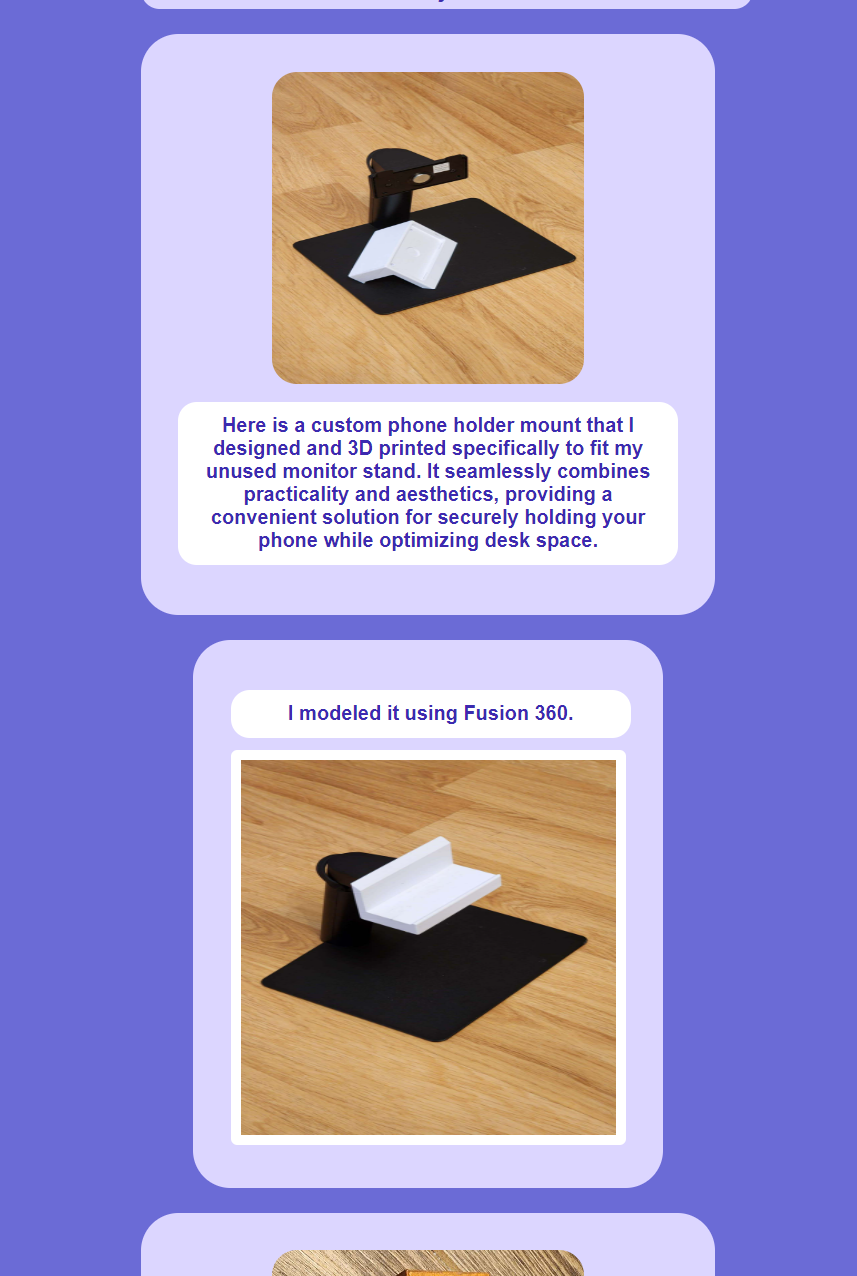 Here is a custom phone holder mount that I
designed and 3D printed specifically to fit my
unused monitor stand. It seamlessly combines
practicality and aesthetics, providing a
convenient solution for securely holding your
phone while optimizing desk space.
I modeled it using Fusion 360.